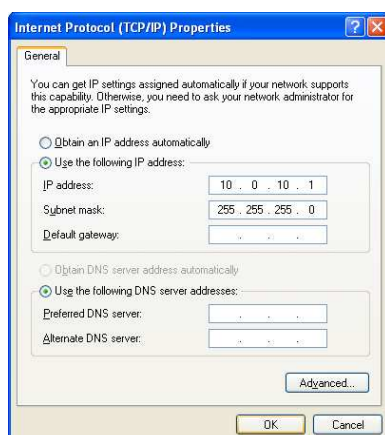 Internet Protocol (TCP/IP) Properties
General
You can get IP settings assigned automatically if your network supports
this capability. Otherwise, you need to ask your network administrator for
the appropriate IP settings.
Obtain an IP address automatically
Use the following IP address:
IP address: 10 . 0 . 10 . 1
Subnet mask: 255 . 255 . 255 . 0
Default gateway: . . .
Obtain DNS server address automatically
Use the following DNS server addresses:
Preferred DNS server: . . .
Alternate DNS server: . . .
Advanced...
OK Cancel